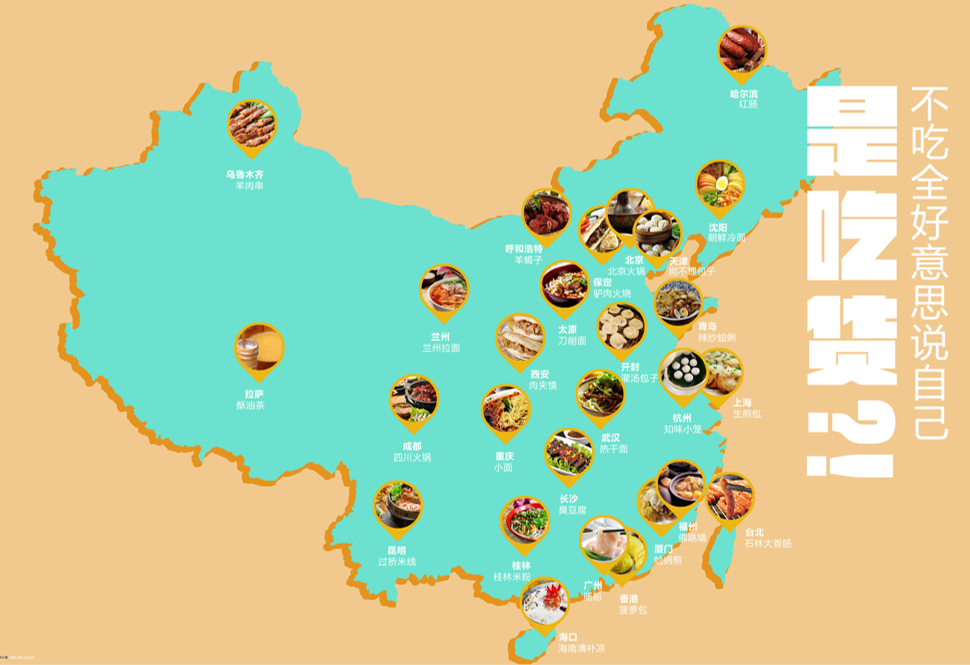 不吃全好意思说自己
是吃货?!
哈尔滨
红肠
乌鲁木齐
羊肉串
沈阳
朝鲜冷面
呼和浩特
羊蝎子
北京
北京火锅
天津
狗不理包子
保定
驴肉火烧
兰州
兰州拉面
太原
刀削面
青岛
辣炒蛤蜊
西安
肉夹馍
开封
灌汤包子
拉萨
酥油茶
上海
生煎包
杭州
知味小笼
成都
四川火锅
重庆
小面
武汉
热干面
长沙
臭豆腐
福州
佛跳墙
台北
石林大香肠
昆明
过桥米线
厦门
蛤蜊煎
桂林
桂林米粉
广州
肠粉
香港
菠萝包
海口
海南清补凉